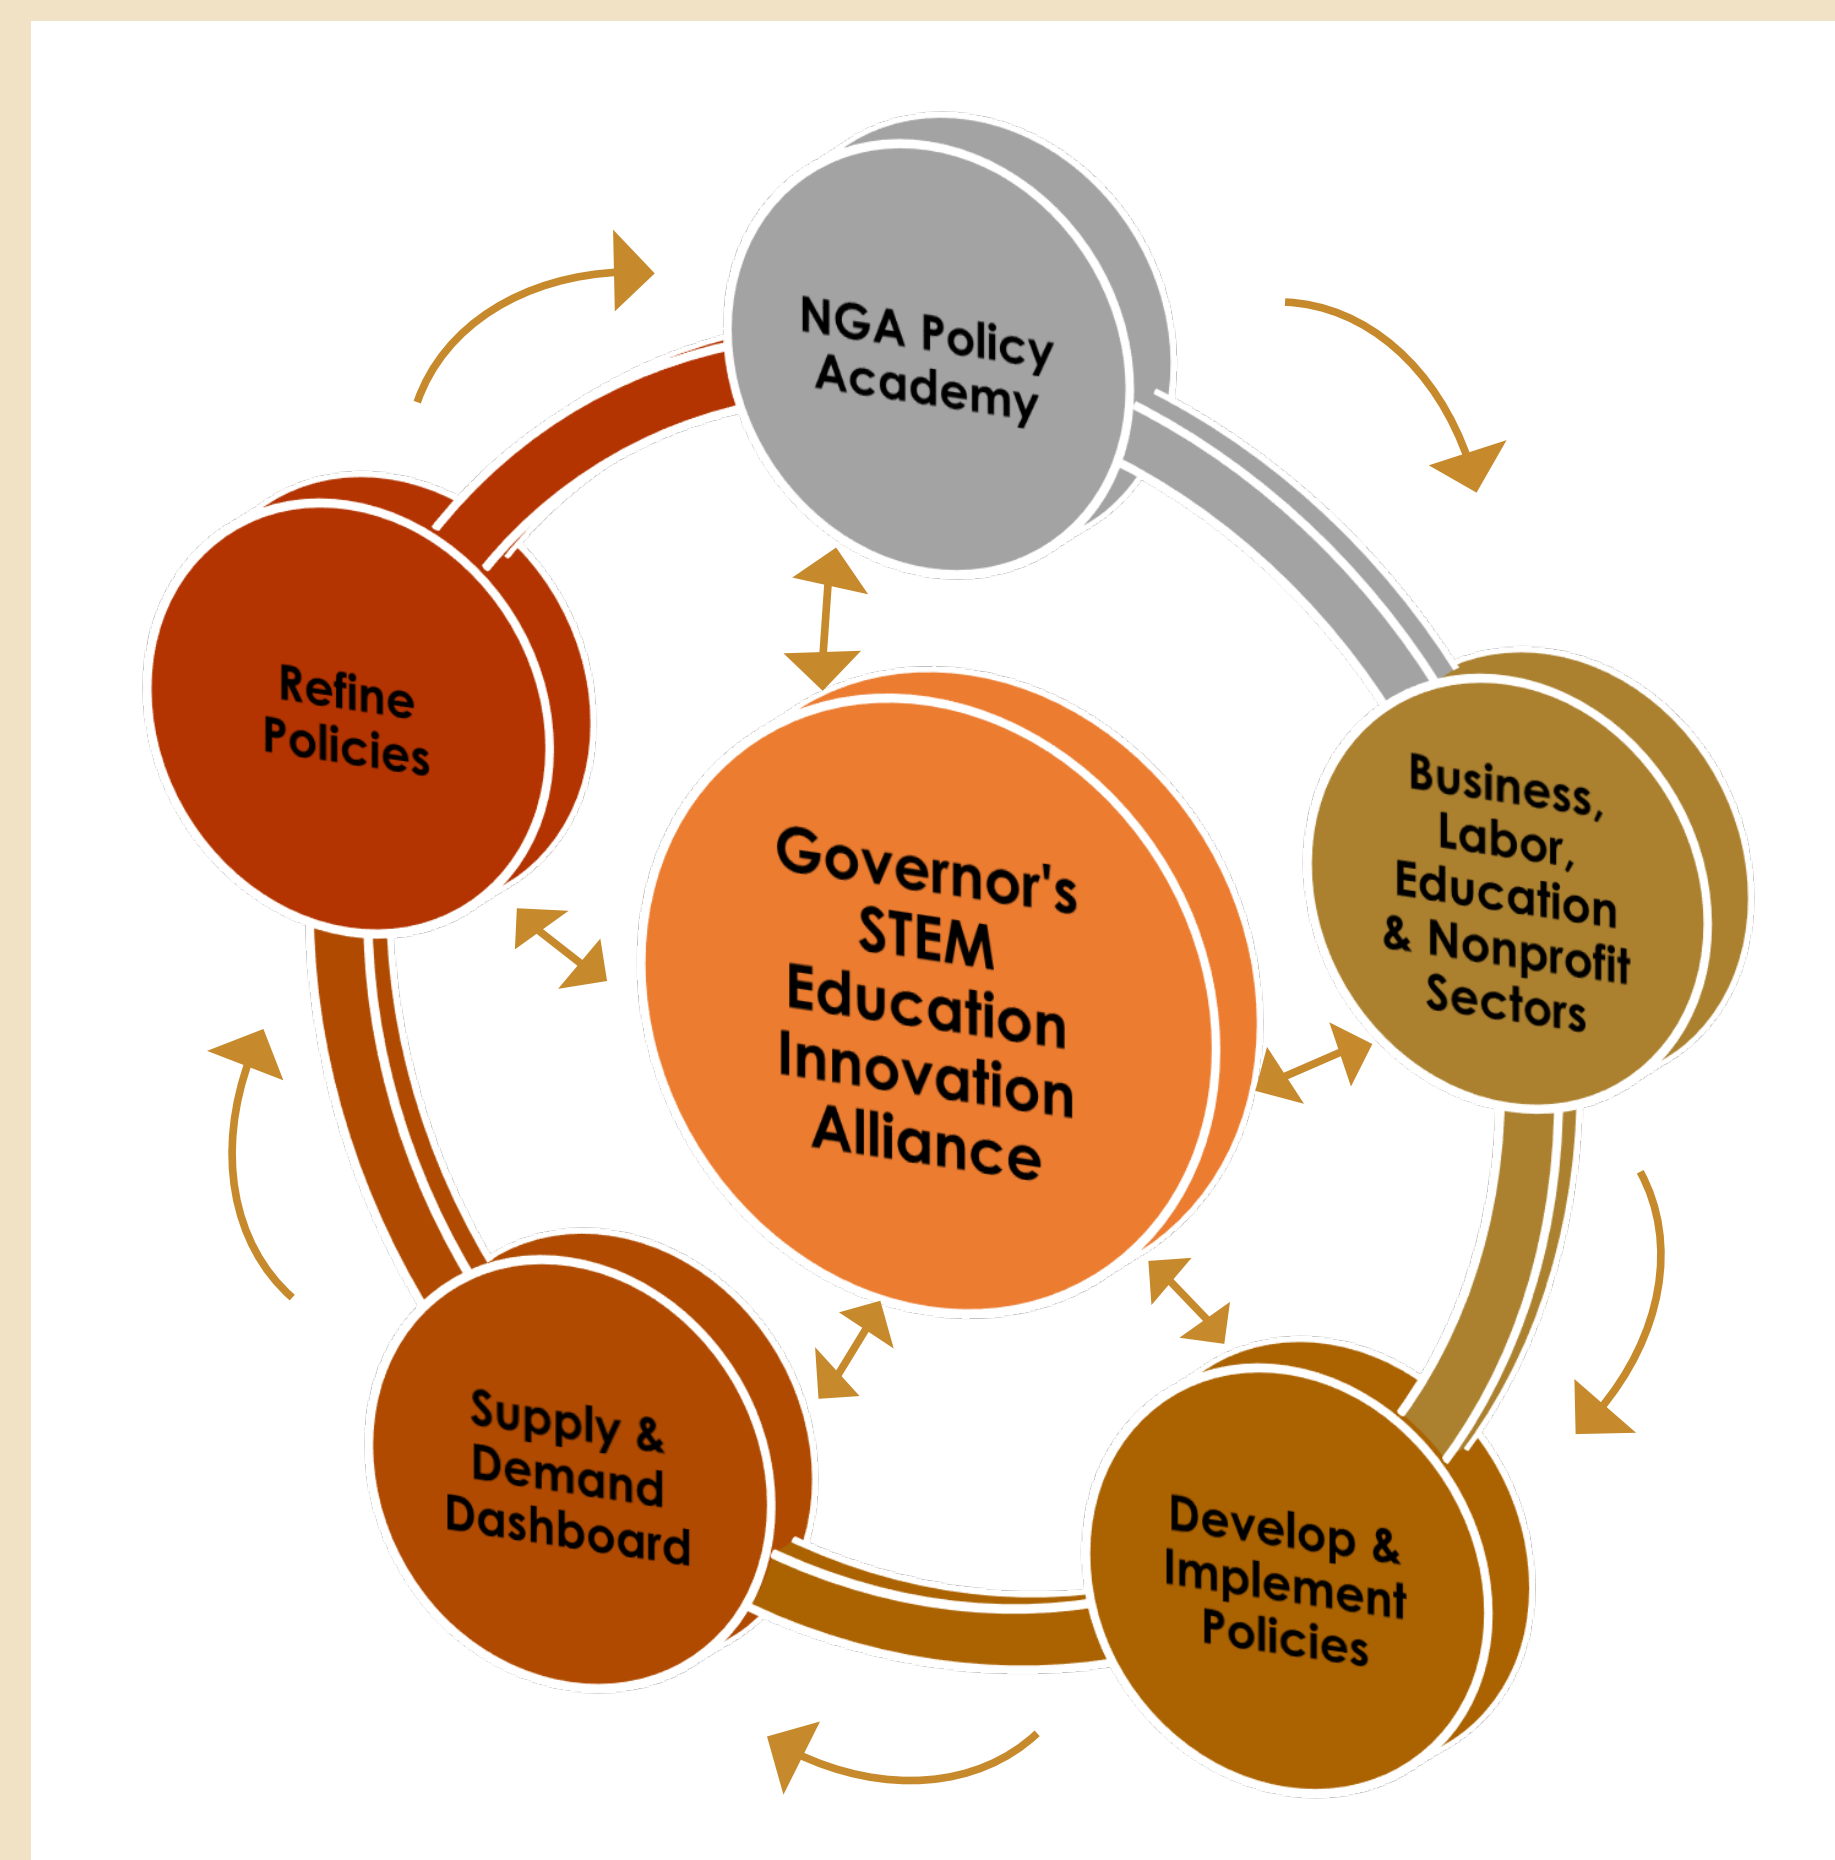 NGA Policy
Academy
Business,
Labor,
Education
& Nonprofit
Sectors
Develop &
Implement
Policies
Supply &
Demand
Dashboard
Refine
Policies
Governor's
STEM
Education
Innovation
Alliance